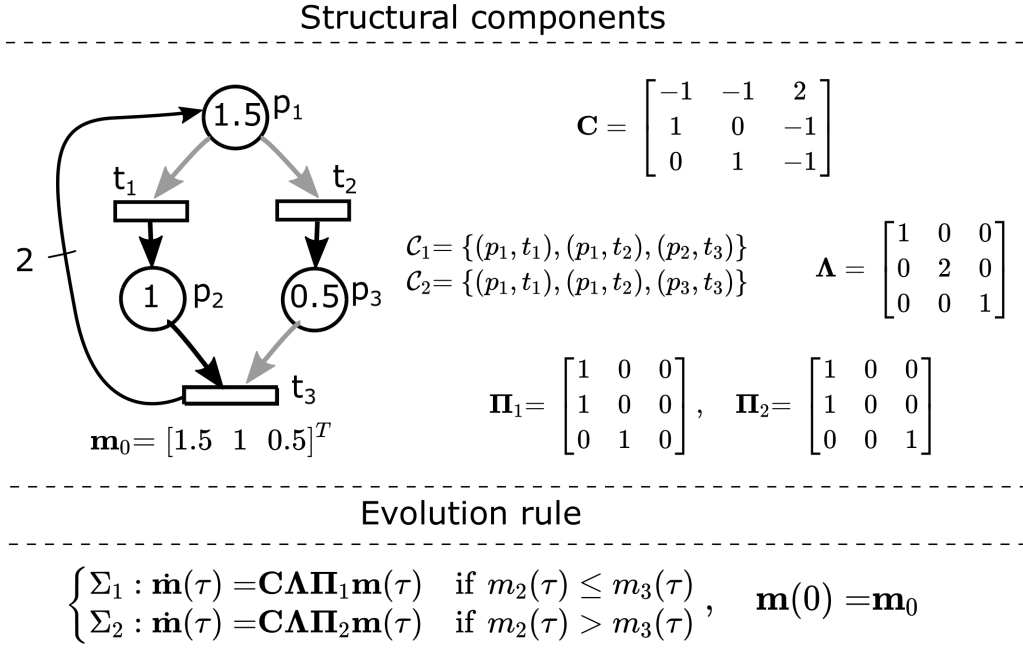 Structural components
1.5 p₁
t₁ t₂
2
1 p₂ 0.5 p₃
t₃
m₀= [1.5 1 0.5]ᵀ
C = [−1 −1 2
1 0 −1
0 1 −1]
𝒞₁= {(p₁, t₁), (p₁, t₂), (p₂, t₃)}
𝒞₂= {(p₁, t₁), (p₁, t₂), (p₃, t₃)}
Λ = [1 0 0
0 2 0
0 0 1]
Π₁= [1 0 0
1 0 0
0 1 0],
Π₂= [1 0 0
1 0 0
0 0 1]
Evolution rule
{ Σ₁ : ṁ(τ) =CΛΠ₁m(τ) if m₂(τ) ≤ m₃(τ)
Σ₂ : ṁ(τ) =CΛΠ₂m(τ) if m₂(τ) > m₃(τ) , m(0) =m₀